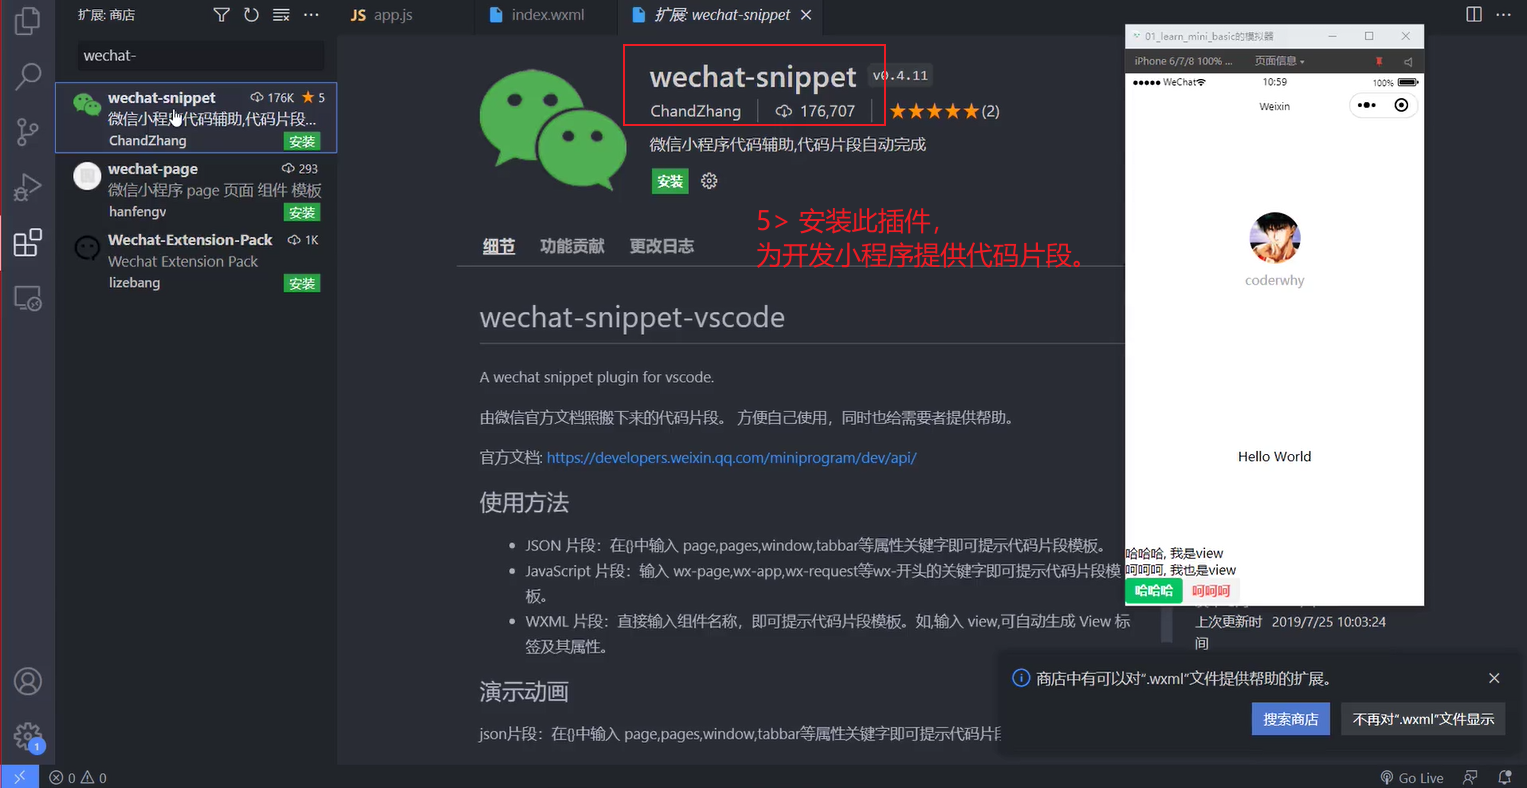 扩展: 商店
wechat-
wechat-snippet 176K 5
微信小程序代码辅助,代码片段...
ChandZhang 安装
wechat-page 293
微信小程序 page 页面 组件 模板
hanfengv 安装
Wechat-Extension-Pack 1K
Wechat Extension Pack
lizebang 安装
JS app.js
index.wxml
扩展: wechat-snippet
wechat-snippet v0.4.11
ChandZhang 176,707 (2)
微信小程序代码辅助,代码片段自动完成
安装
5> 安装此插件，
为开发小程序提供代码片段。
细节 功能贡献 更改日志
wechat-snippet-vscode
A wechat snippet plugin for vscode.
由微信官方文档照搬下来的代码片段。 方便自己使用，同时也给需要者提供帮助。
官方文档: https://developers.weixin.qq.com/miniprogram/dev/api/
使用方法
JSON 片段：在{}中输入 page,pages,window,tabbar等属性关键字即可提示代码片段模板。
JavaScript 片段：输入 wx-page,wx-app,wx-request等wx-开头的关键字即可提示代码片段模
板。
WXML 片段：直接输入组件名称，即可提示代码片段模板。如,输入 view,可自动生成 View 标
签及其属性。
演示动画
json片段：在{}中输入 page,pages,window,tabbar等属性关键字即可提示代码片段
01_learn_mini_basic的模拟器
iPhone 6/7/8 100% ... 页面信息
WeChat 10:59 100%
Weixin
coderwhy
Hello World
哈哈哈, 我是view
呵呵呵, 我也是view
哈哈哈 呵呵呵
上次更新时 2019/7/25 10:03:24
间
商店中有可以对“.wxml”文件提供帮助的扩展。
搜索商店 不再对“.wxml”文件显示
1
0 0
Go Live